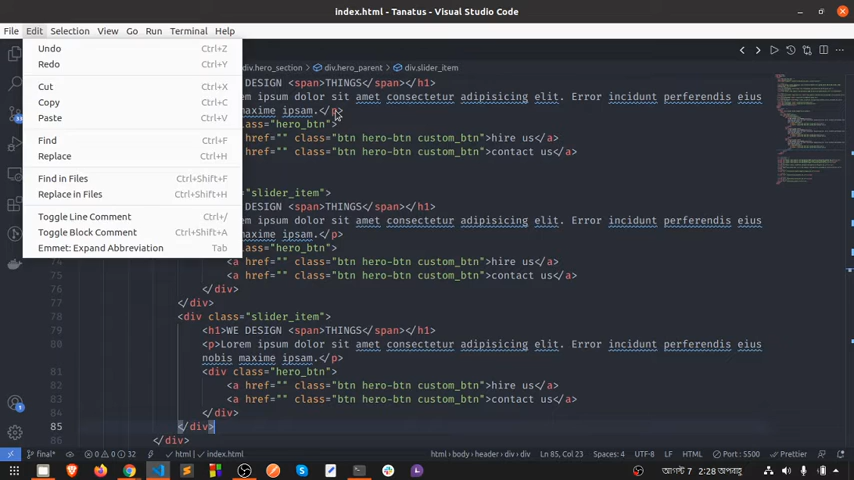 index.html - Tanatus - Visual Studio Code
File Edit Selection View Go Run Terminal Help
Undo Ctrl+Z
Redo Ctrl+Y
Cut Ctrl+X
Copy Ctrl+C
Paste Ctrl+V
Find Ctrl+F
Replace Ctrl+H
Find in Files Ctrl+Shift+F
Replace in Files Ctrl+Shift+H
Toggle Line Comment Ctrl+/
Toggle Block Comment Ctrl+Shift+A
Emmet: Expand Abbreviation Tab
div.hero_parent div.slider_item
DESIGN <span>THINGS</span></h1>
ipsum dolor sit amet consectetur adipisicing elit. Error incidunt perferendis eius
maxime ipsam.</p>
class="hero_btn">
href="" class="btn hero-btn custom_btn">hire us</a>
href="" class="btn hero-btn custom_btn">contact us</a>
"slider_item">
DESIGN <span>THINGS</span></h1>
ipsum dolor sit amet consectetur adipisicing elit. Error incidunt perferendis eius
maxime ipsam.</p>
class="hero_btn">
74 <a href="" class="btn hero-btn custom_btn">hire us</a>
75 <a href="" class="btn hero-btn custom_btn">contact us</a>
76 </div>
77 </div>
78 <div class="slider_item">
79 <h1>WE DESIGN <span>THINGS</span></h1>
80 <p>Lorem ipsum dolor sit amet consectetur adipisicing elit. Error incidunt perferendis eius
nobis maxime ipsam.</p>
81 <div class="hero_btn">
82 <a href="" class="btn hero-btn custom_btn">hire us</a>
83 <a href="" class="btn hero-btn custom_btn">contact us</a>
84 </div>
85 </div>
86 </div>
final* 0 0 html index.html html/body/header/div/div Ln 85, Col 23 Spaces: 4 UTF-8 LF HTML Port : 5500 Prettier
আগস্ট 7 2:28 অপরাহ্ণ